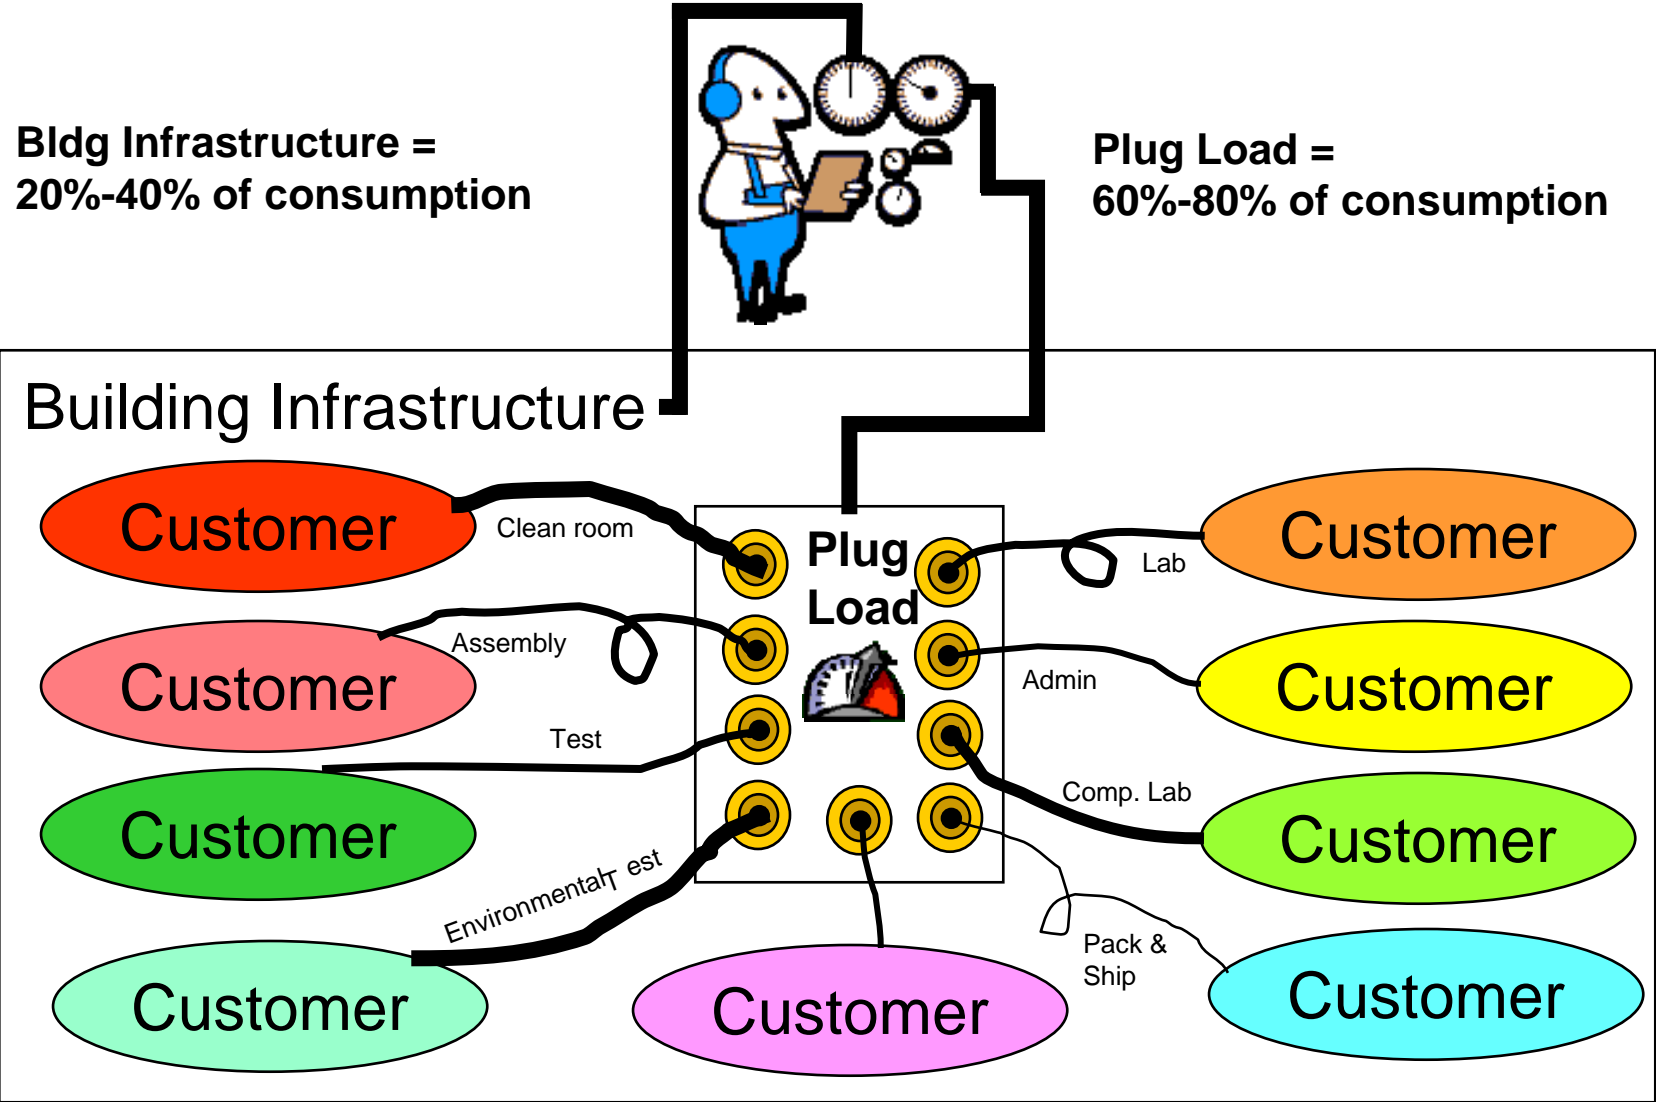 Bldg Infrastructure =
20%-40% of consumption
Plug Load =
60%-80% of consumption
Building Infrastructure
Customer
Clean room
Plug
Load
Lab
Customer
Customer
Assembly
Admin
Customer
Test
Customer
Comp. Lab
Customer
Environmental Test
Customer
Customer
Pack &
Ship
Customer